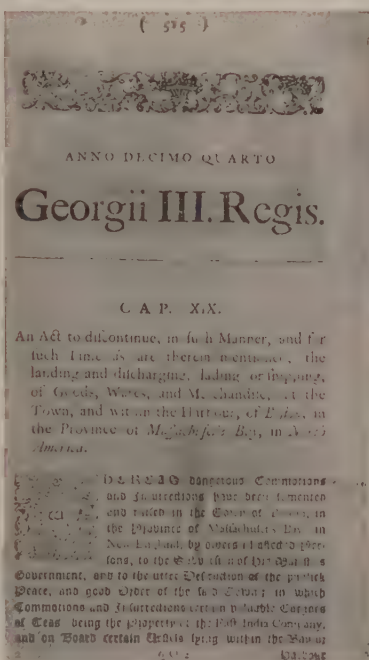 ( 515 )
ANNO DECIMO QUARTO
Georgii III. Regis.
CAP. XIX.
An Act to discontinue, in such Manner, and for
such Time as are therein mentioned, the
landing and discharging, lading or shipping,
of Goods, Wares, and Merchandise, at the
Town, and within the Harbour, of Boston, in
the Province of Massachuset's Bay, in North
America.
WHEREAS dangerous Commotions
and Insurrections have been fomented
and raised in the Town of Boston, in
the Province of Massachuset's Bay, in
New England, by divers ill affected Per-
sons, to the Subversion of His Majesty's
Government, and to the utter Destruction of the publick
Peace, and good Order of the said Town; in which
Commotions and Insurrections certain valuable Cargoes
of Teas, being the Property of the East India Company,
and on Board certain Vessels lying within the Bay or
Harbour